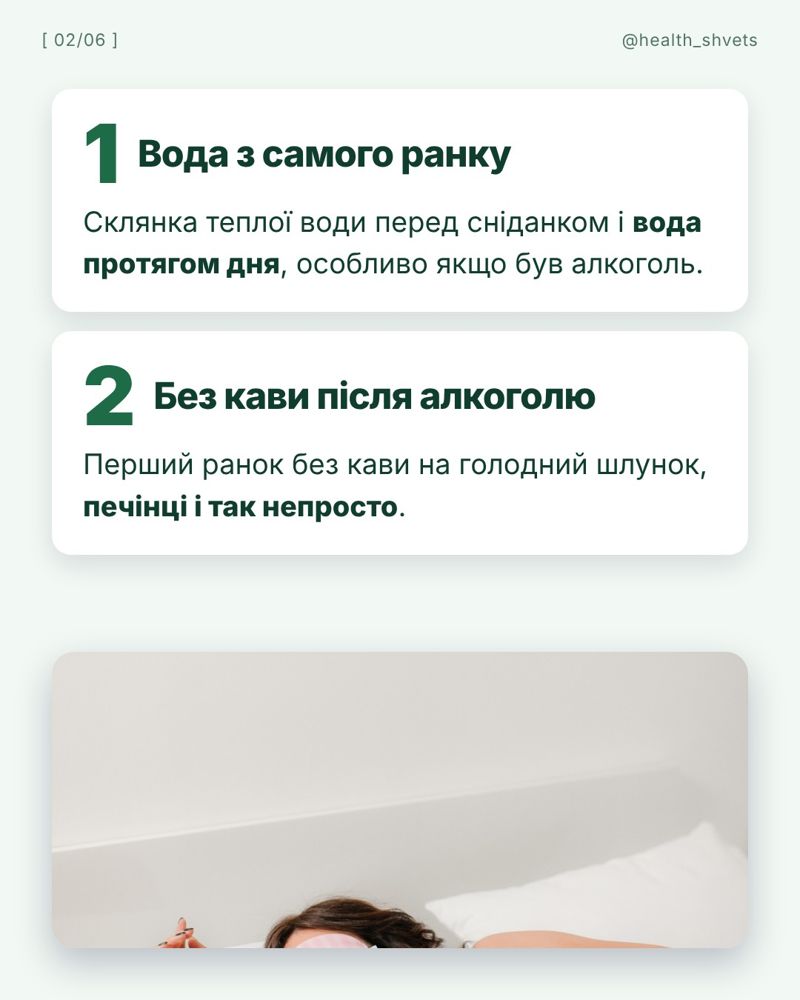 [ 02/06 ]
@health_shvets
1 Вода з самого ранку
Склянка теплої води перед сніданком і вода
протягом дня, особливо якщо був алкоголь.
2 Без кави після алкоголю
Перший ранок без кави на голодний шлунок,
печінці і так непросто.